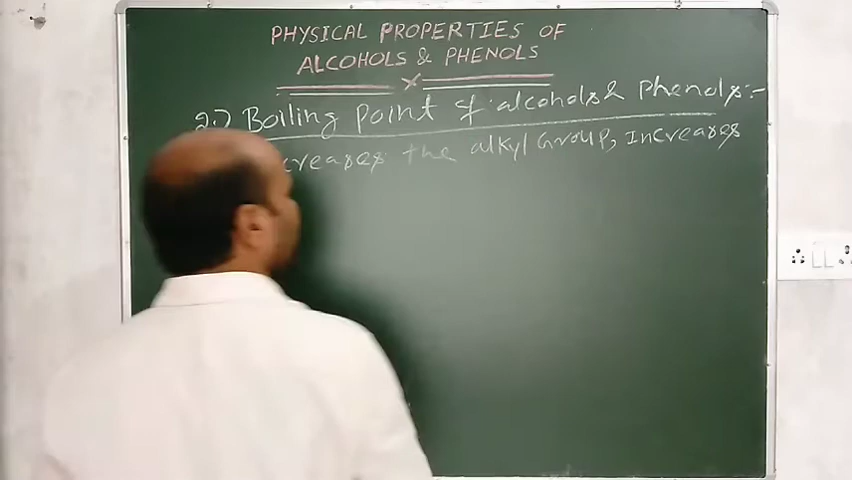 PHYSICAL PROPERTIES OF
ALCOHOLS & PHENOLS
2.) Boiling point of alcohols & phenols:-
creases the alkyl Group, Increases